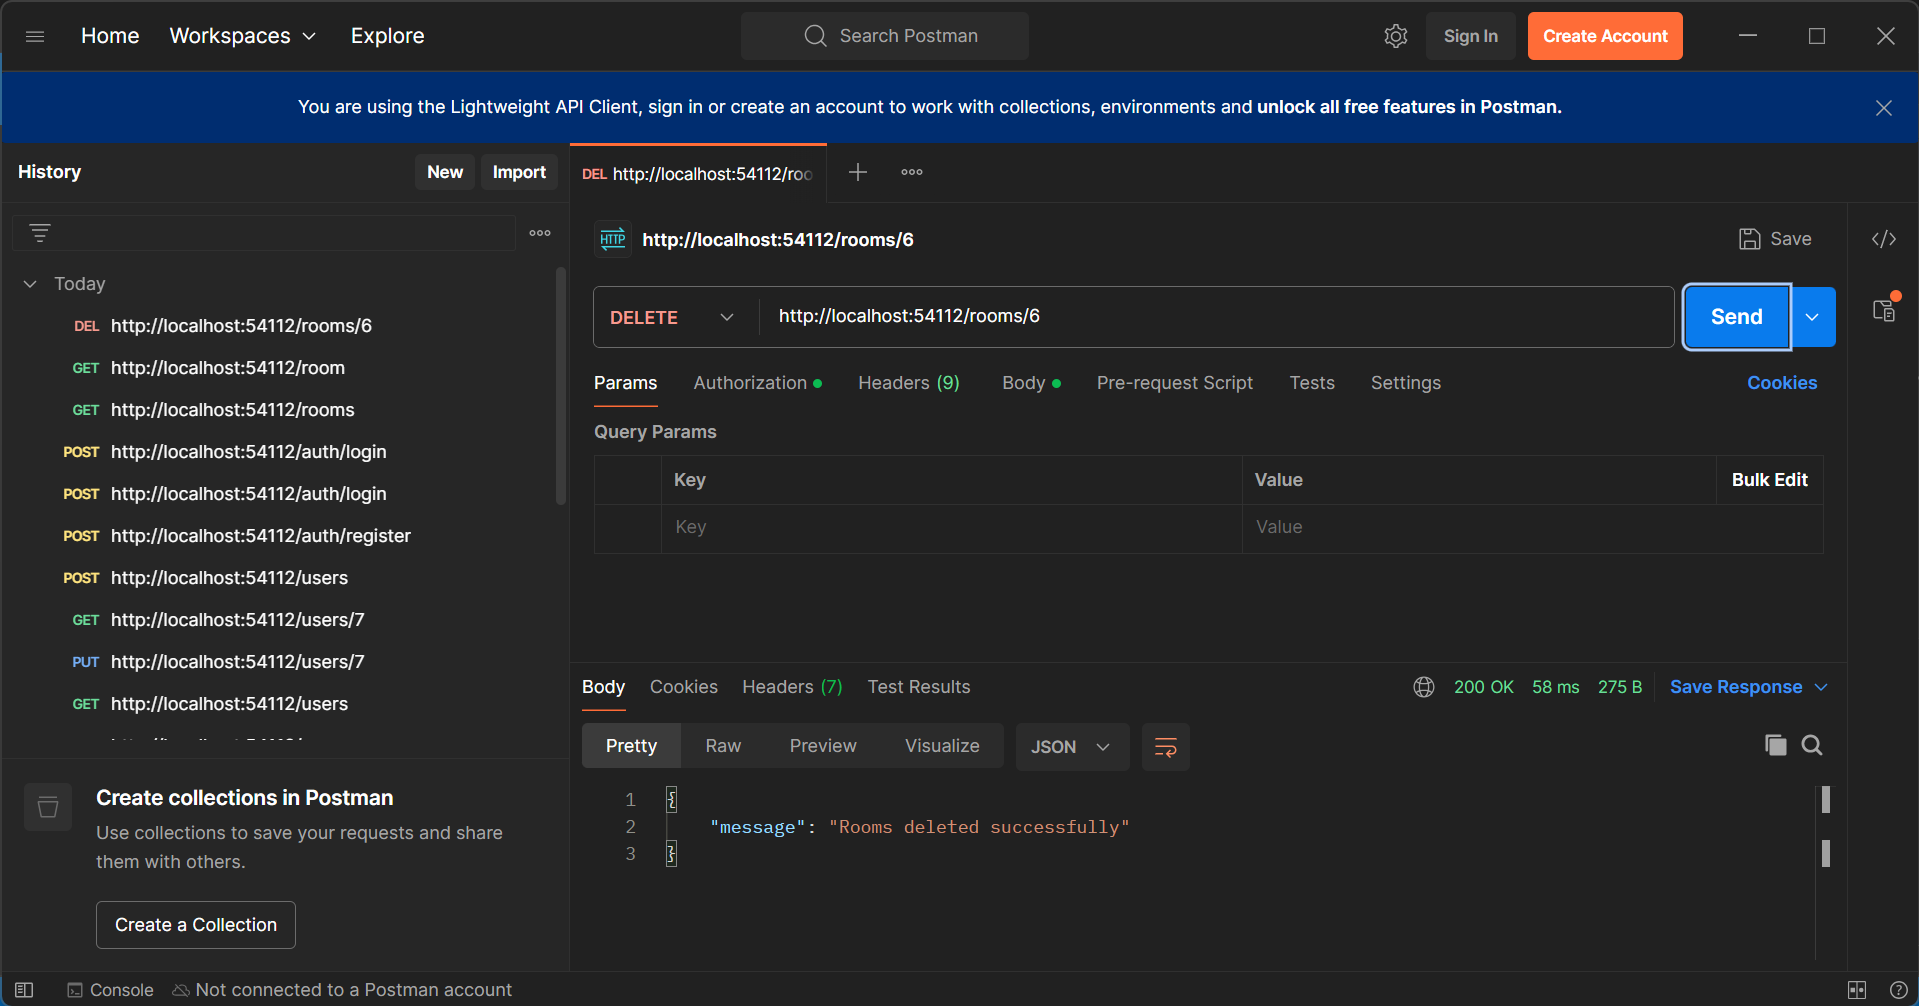 Home Workspaces Explore Search Postman Sign In Create Account
You are using the Lightweight API Client, sign in or create an account to work with collections, environments and unlock all free features in Postman.
History New Import
DEL http://localhost:54112/roo
HTTP http://localhost:54112/rooms/6 Save
Today
DEL http://localhost:54112/rooms/6
GET http://localhost:54112/room
GET http://localhost:54112/rooms
POST http://localhost:54112/auth/login
POST http://localhost:54112/auth/login
POST http://localhost:54112/auth/register
POST http://localhost:54112/users
GET http://localhost:54112/users/7
PUT http://localhost:54112/users/7
GET http://localhost:54112/users
Create collections in Postman
Use collections to save your requests and share
them with others.
Create a Collection
DELETE http://localhost:54112/rooms/6 Send
Params Authorization Headers (9) Body Pre-request Script Tests Settings Cookies
Query Params
Key Value Bulk Edit
Key Value
Body Cookies Headers (7) Test Results 200 OK 58 ms 275 B Save Response
Pretty Raw Preview Visualize JSON
1 {
2 "message": "Rooms deleted successfully"
3 }
Console Not connected to a Postman account